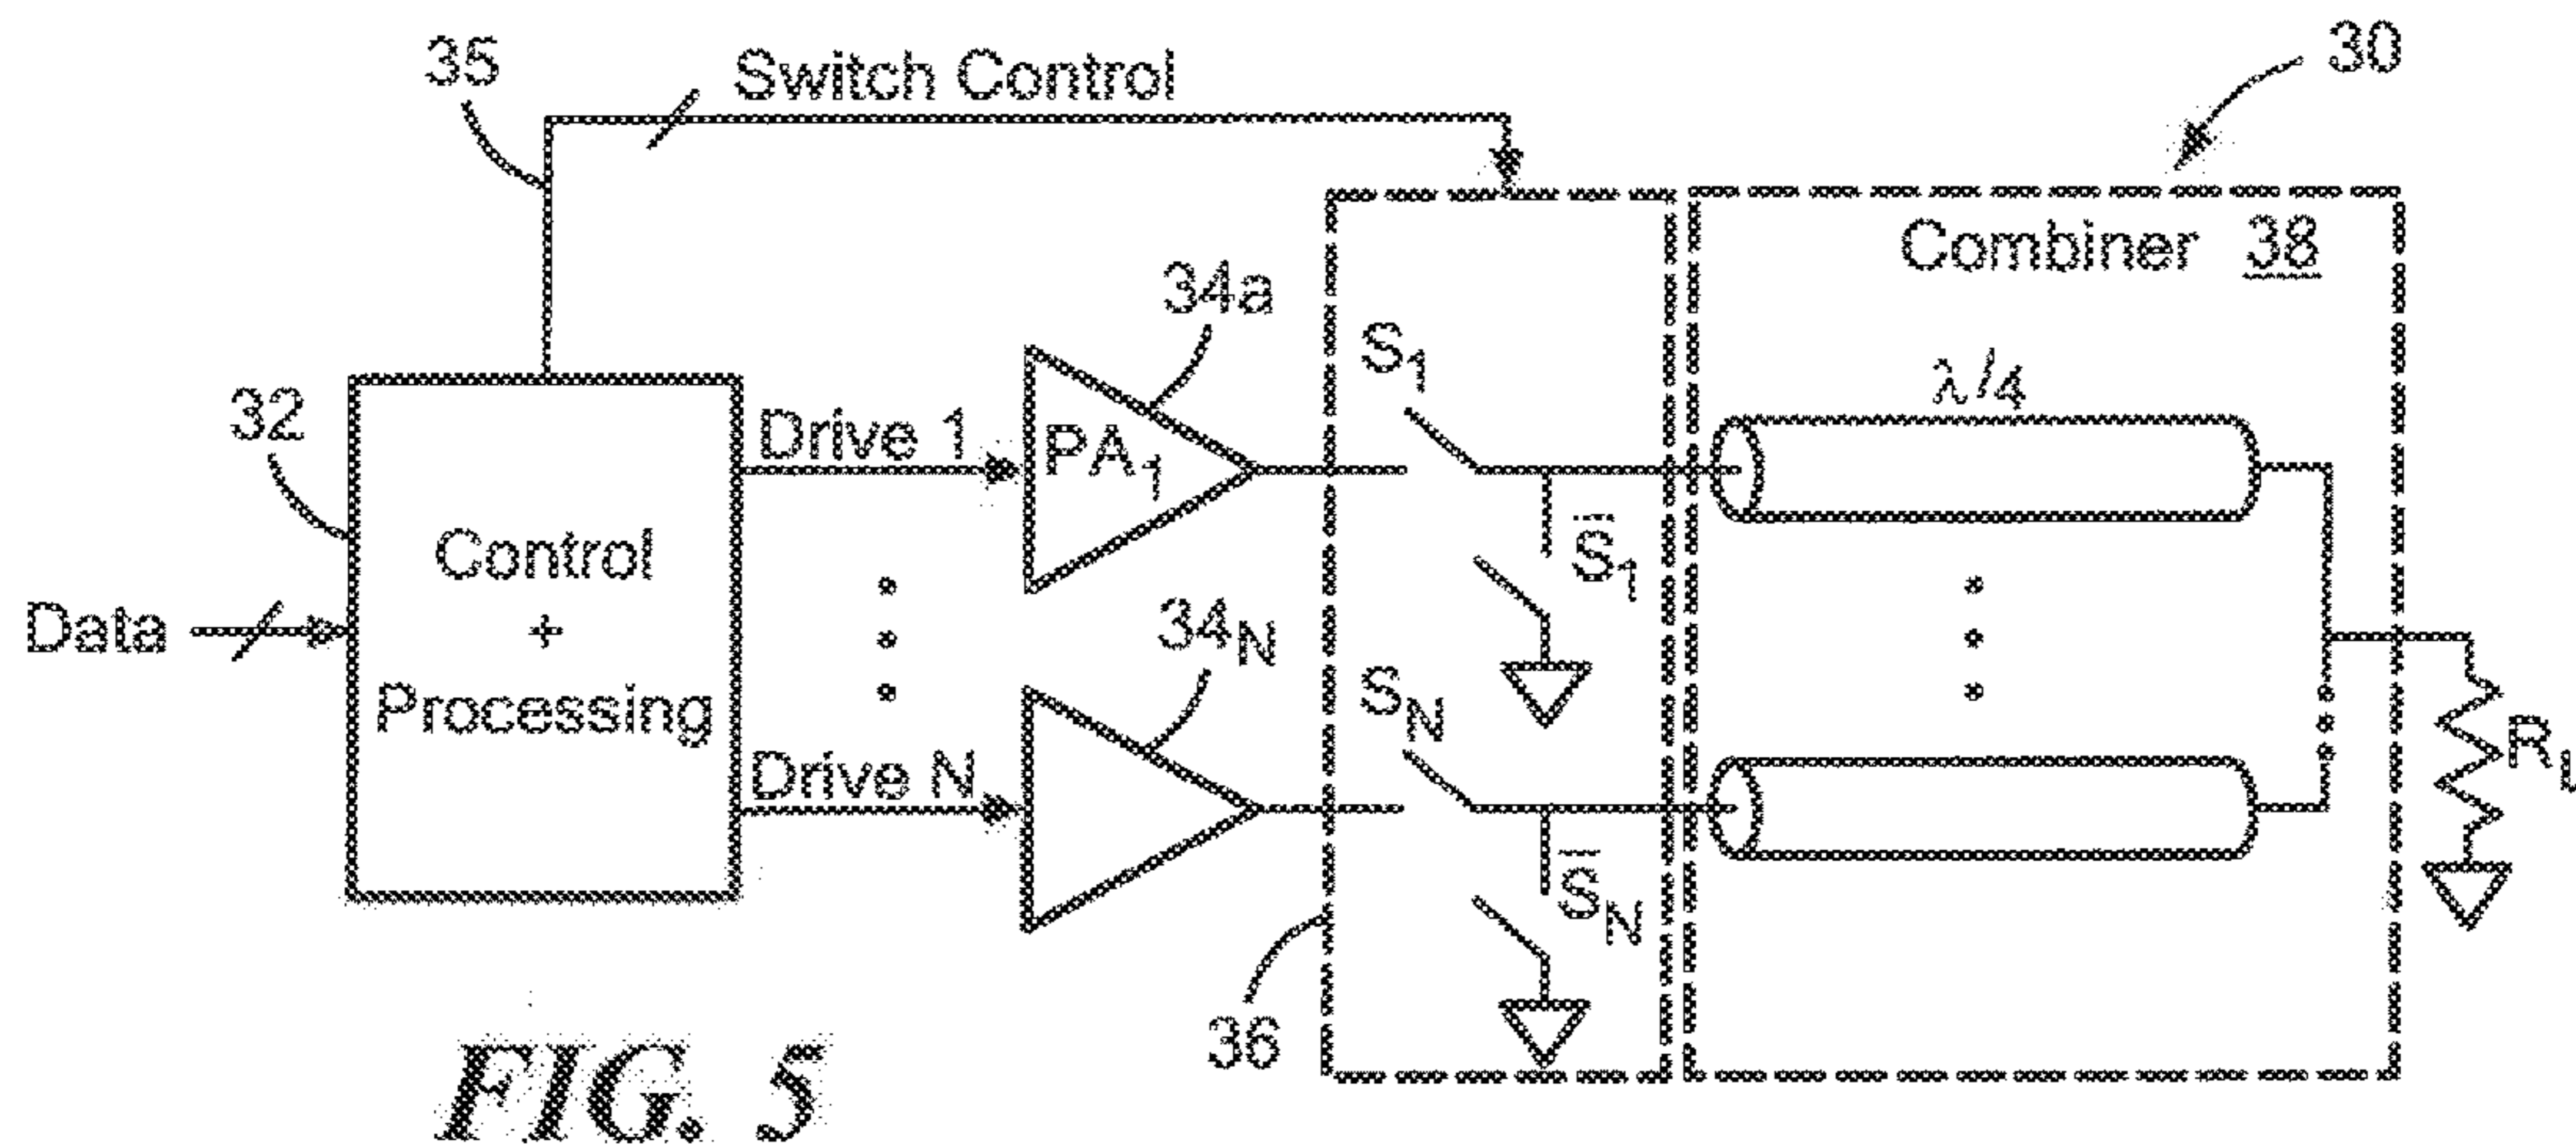 35
Switch Control
30
Combiner 38
34a
S1
λ/4
32
Drive 1
PA1
Control
+
Processing
S̄1
Data
34N
SN
Drive N
RL
S̄N
36
FIG. 5